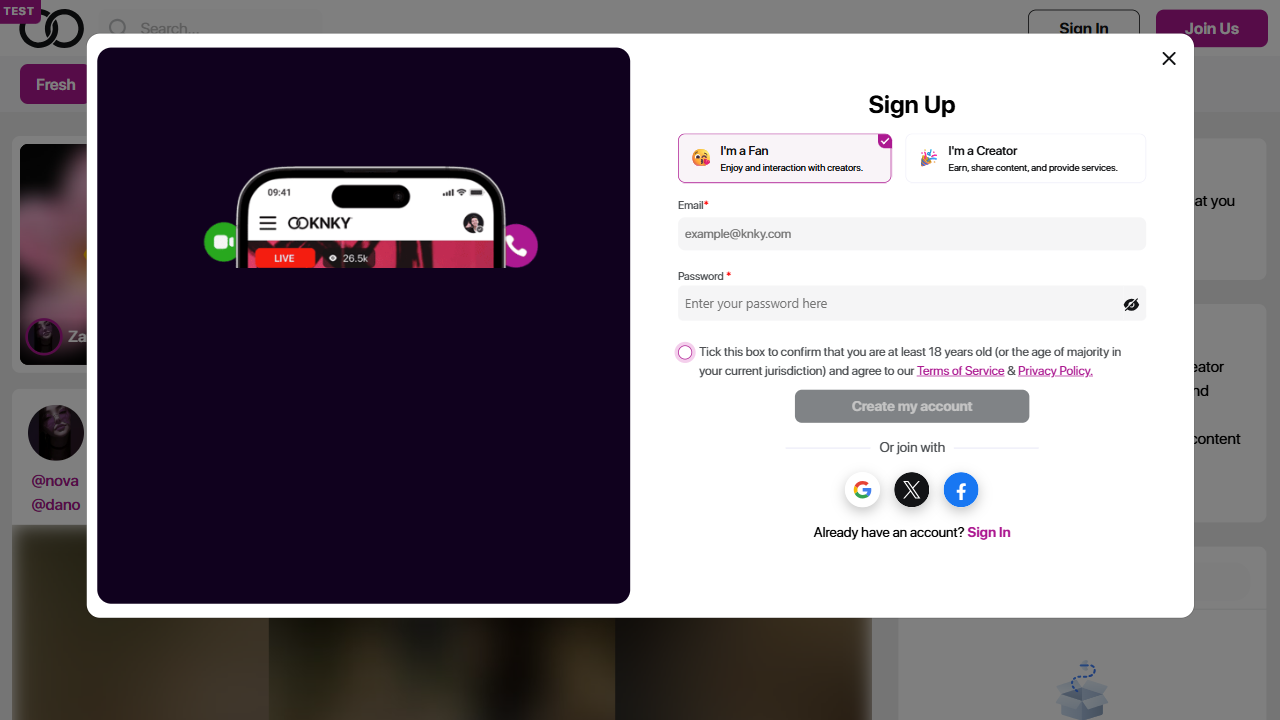 TEST
Search...
Sign In
Join Us
Fresh
Sign Up
I'm a Fan
Enjoy and interaction with creators.
I'm a Creator
Earn, share content, and provide services.
Email*
example@knky.com
Password *
Enter your password here
Tick this box to confirm that you are at least 18 years old (or the age of majority in
your current jurisdiction) and agree to our Terms of Service & Privacy Policy.
Create my account
Or join with
Already have an account? Sign In
09:41
KNKY
LIVE
26.5k
Za
@nova
@dano
at you
eator
nd
content